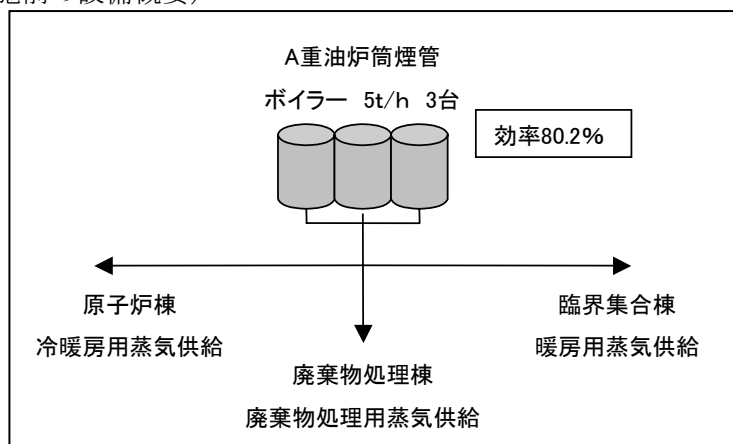 A重油炉筒煙管
ボイラー 5t/h 3台
効率80.2%
原子炉棟
冷暖房用蒸気供給
臨界集合棟
暖房用蒸気供給
廃棄物処理棟
廃棄物処理用蒸気供給